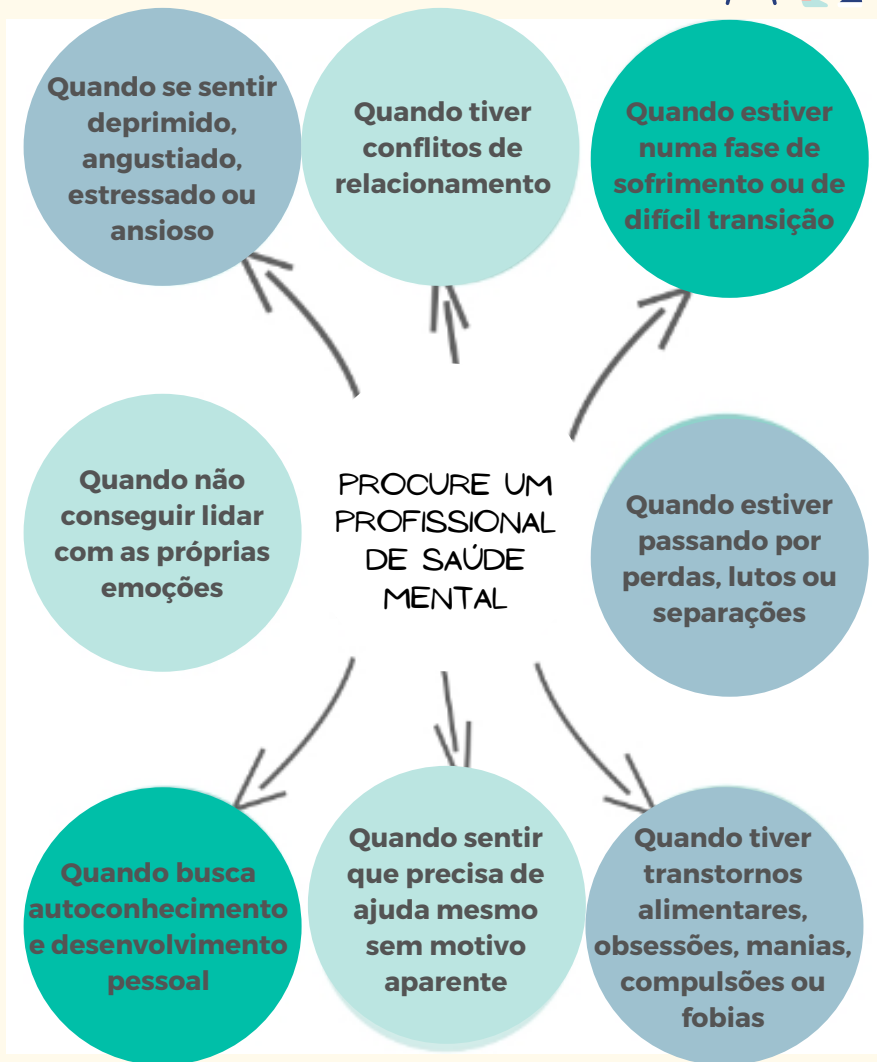 Quando se sentir
deprimido,
angustiado,
estressado ou
ansioso
Quando tiver
conflitos de
relacionamento
Quando estiver
numa fase de
sofrimento ou de
difícil transição
Quando não
conseguir lidar
com as próprias
emoções
PROCURE UM
PROFISSIONAL
DE SAÚDE
MENTAL
Quando estiver
passando por
perdas, lutos ou
separações
Quando busca
autoconhecimento
e desenvolvimento
pessoal
Quando sentir
que precisa de
ajuda mesmo
sem motivo
aparente
Quando tiver
transtornos
alimentares,
obsessões, manias,
compulsões ou
fobias